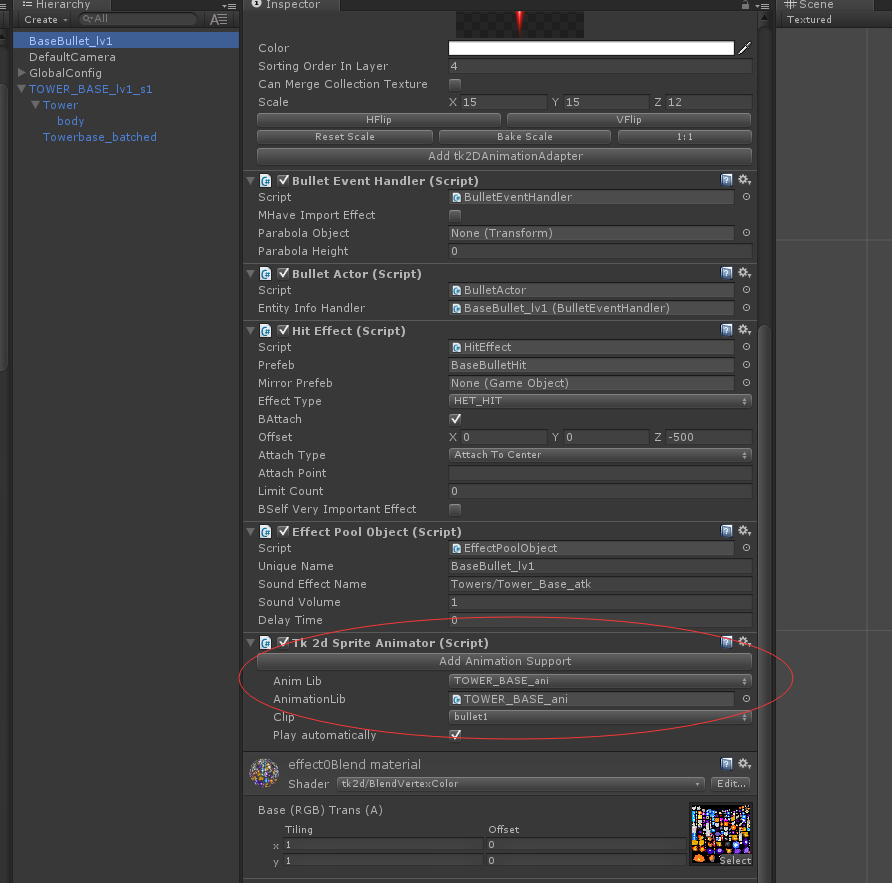 Hierarchy
Create
All
BaseBullet_lv1
DefaultCamera
GlobalConfig
TOWER_BASE_lv1_s1
Tower
body
Towerbase_batched
Inspector
Color
Sorting Order In Layer 4
Can Merge Collection Texture
Scale X 15 Y 15 Z 12
HFlip VFlip
Reset Scale Bake Scale 1:1
Add tk2DAnimationAdapter
Bullet Event Handler (Script)
Script BulletEventHandler
MHave Import Effect
Parabola Object None (Transform)
Parabola Height 0
Bullet Actor (Script)
Script BulletActor
Entity Info Handler BaseBullet_lv1 (BulletEventHandler)
Hit Effect (Script)
Script HitEffect
Prefeb BaseBulletHit
Mirror Prefeb None (Game Object)
Effect Type HET_HIT
BAttach
Offset X 0 Y 0 Z -500
Attach Type Attach To Center
Attach Point
Limit Count 0
BSelf Very Important Effect
Effect Pool Object (Script)
Script EffectPoolObject
Unique Name BaseBullet_lv1
Sound Effect Name Towers/Tower_Base_atk
Sound Volume 1
Delay Time 0
Tk 2d Sprite Animator (Script)
Add Animation Support
Anim Lib TOWER_BASE_ani
AnimationLib TOWER_BASE_ani
Clip bullet1
Play automatically
effect0Blend material
Shader tk2d/BlendVertexColor Edit...
Base (RGB) Trans (A)
Tiling Offset
x 1 0
y 1 0
Select
Scene
Textured